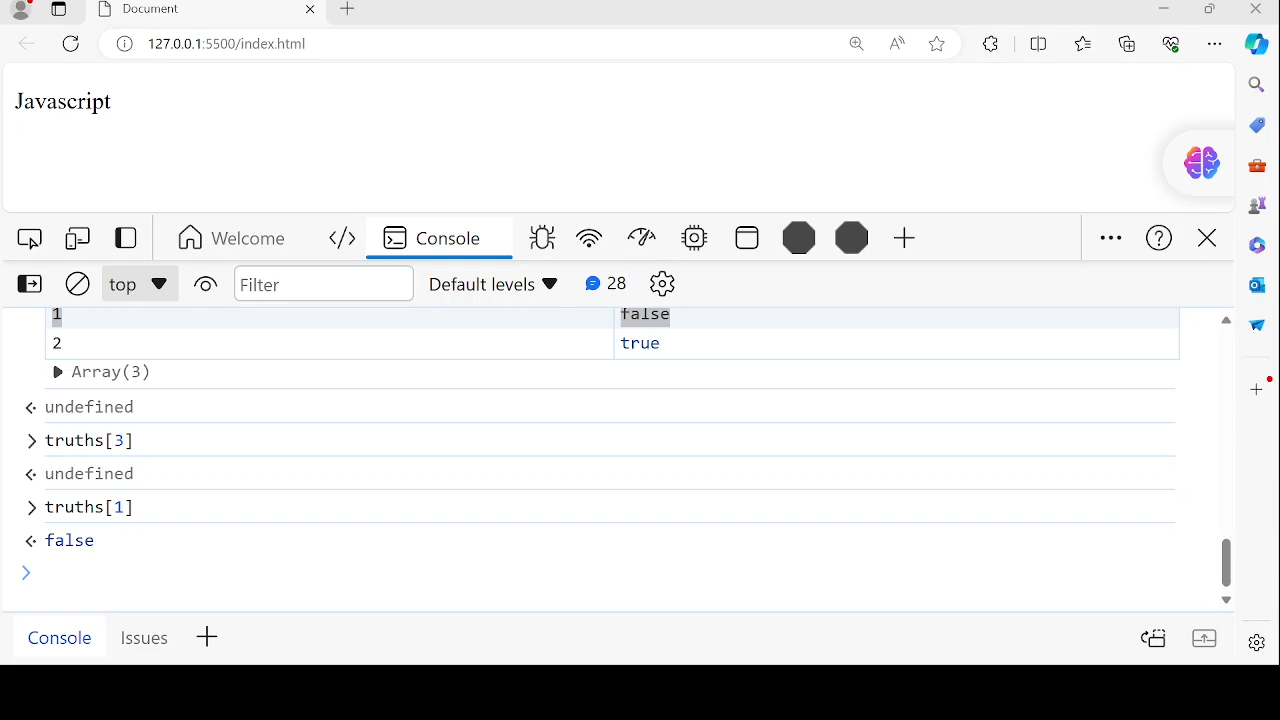 Document
127.0.0.1:5500/index.html
Javascript
Welcome
Console
top
Filter
Default levels
28
1 false
2 true
Array(3)
undefined
truths[3]
undefined
truths[1]
false
Console Issues